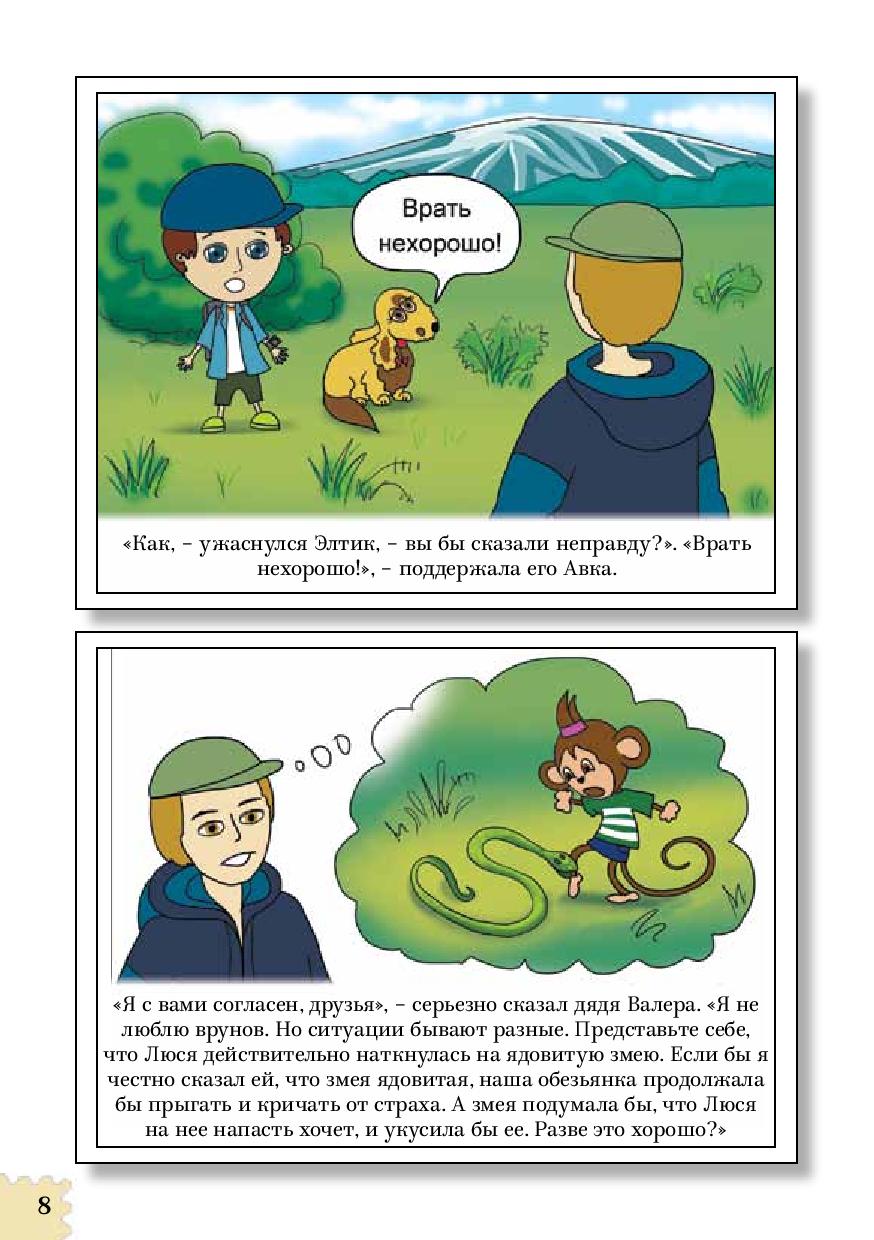 Врать
нехорошо!
«Как, – ужаснулся Элтик, – вы бы сказали неправду?». «Врать
нехорошо!», – поддержала его Авка.
«Я с вами согласен, друзья», – серьезно сказал дядя Валера. «Я не
люблю врунов. Но ситуации бывают разные. Представьте себе,
что Люся действительно наткнулась на ядовитую змею. Если бы я
честно сказал ей, что змея ядовитая, наша обезьянка продолжала
бы прыгать и кричать от страха. А змея подумала бы, что Люся
на нее напасть хочет, и укусила бы ее. Разве это хорошо?»
8